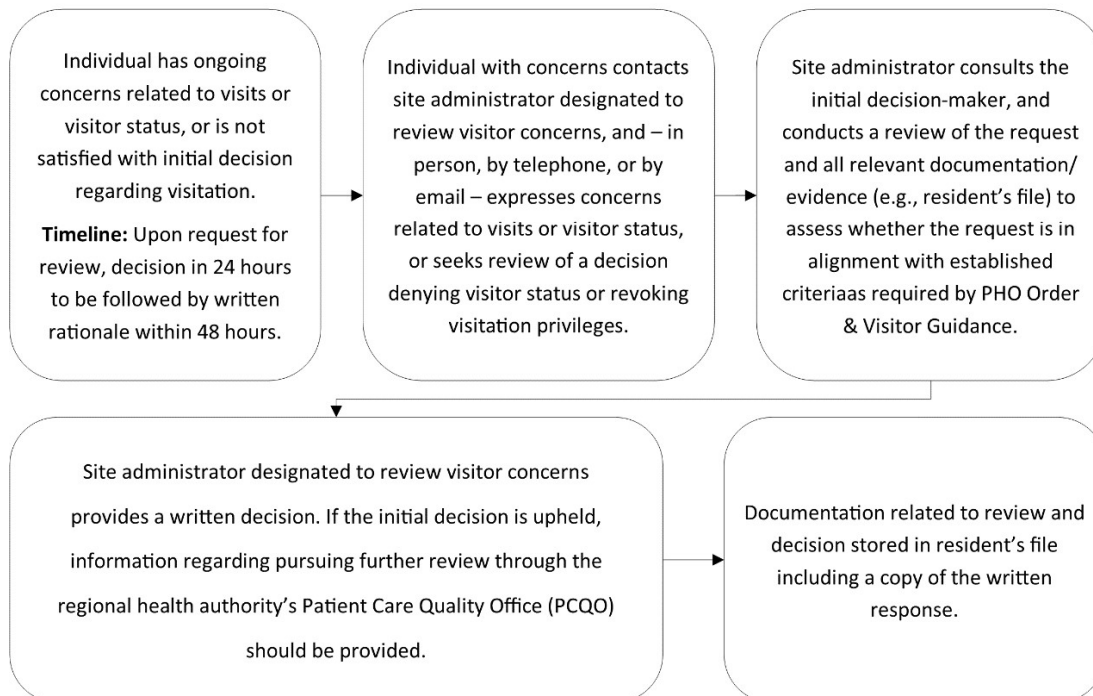 Individual has ongoing
concerns related to visits or
visitor status, or is not
satisfied with initial decision
regarding visitation.
Timeline: Upon request for
review, decision in 24 hours
to be followed by written
rationale within 48 hours.
Individual with concerns contacts
site administrator designated to
review visitor concerns, and – in
person, by telephone, or by
email – expresses concerns
related to visits or visitor status,
or seeks review of a decision
denying visitor status or revoking
visitation privileges.
Site administrator consults the
initial decision-maker, and
conducts a review of the request
and all relevant documentation/
evidence (e.g., resident’s file) to
assess whether the request is in
alignment with established
criteriaas required by PHO Order
& Visitor Guidance.
Site administrator designated to review visitor concerns
provides a written decision. If the initial decision is upheld,
information regarding pursuing further review through the
regional health authority’s Patient Care Quality Office (PCQO)
should be provided.
Documentation related to review and
decision stored in resident’s file
including a copy of the written
response.